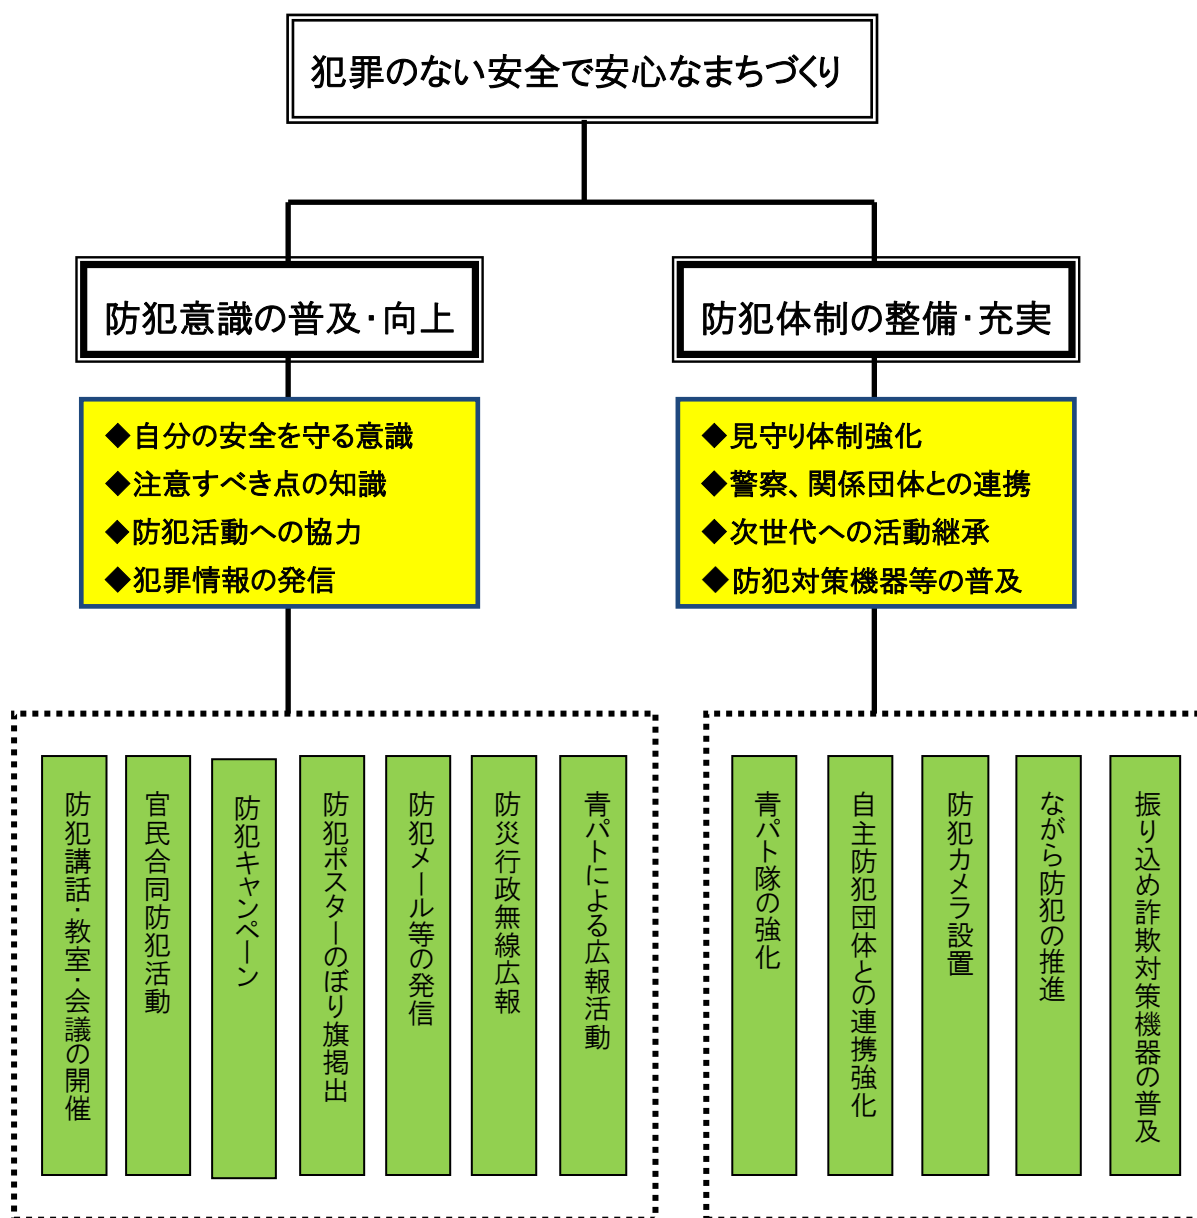 犯罪のない安全で安心なまちづくり
防犯意識の普及・向上
防犯体制の整備・充実
◆自分の安全を守る意識
◆注意すべき点の知識
◆防犯活動への協力
◆犯罪情報の発信
◆見守り体制強化
◆警察、関係団体との連携
◆次世代への活動継承
◆防犯対策機器等の普及
防犯講話・教室・会議の開催
官民合同防犯活動
防犯キャンペーン
防犯ポスターのぼり旗掲出
防犯メール等の発信
防災行政無線広報
青パトによる広報活動
青パト隊の強化
自主防犯団体との連携強化
防犯カメラ設置
ながら防犯の推進
振り込め詐欺対策機器の普及